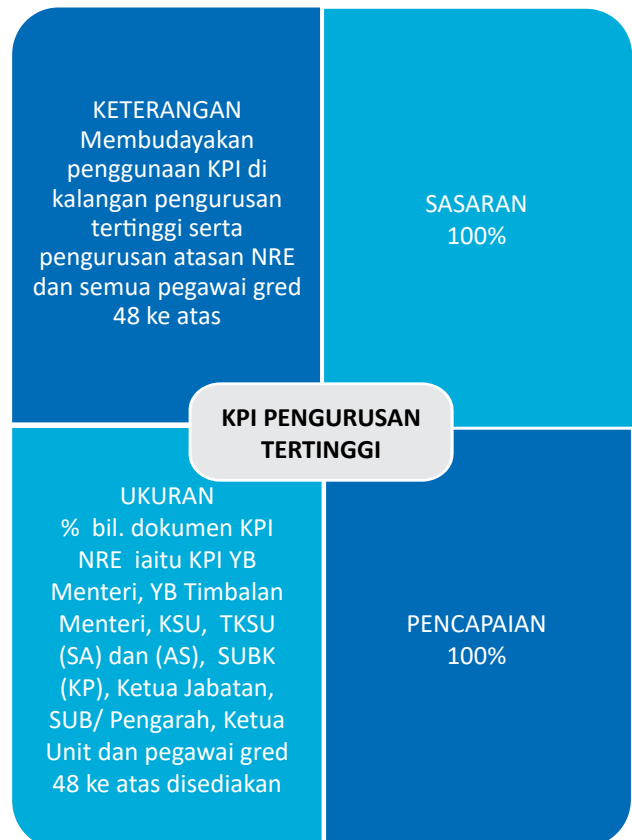 KETERANGAN
Membudayakan
penggunaan KPI di
kalangan pengurusan
tertinggi serta
pengurusan atasan NRE
dan semua pegawai gred
48 ke atas
SASARAN
100%
KPI PENGURUSAN
TERTINGGI
UKURAN
% bil. dokumen KPI
NRE iaitu KPI YB
Menteri, YB Timbalan
Menteri, KSU, TKSU
(SA) dan (AS), SUBK
(KP), Ketua Jabatan,
SUB/ Pengarah, Ketua
Unit dan pegawai gred
48 ke atas disediakan
PENCAPAIAN
100%